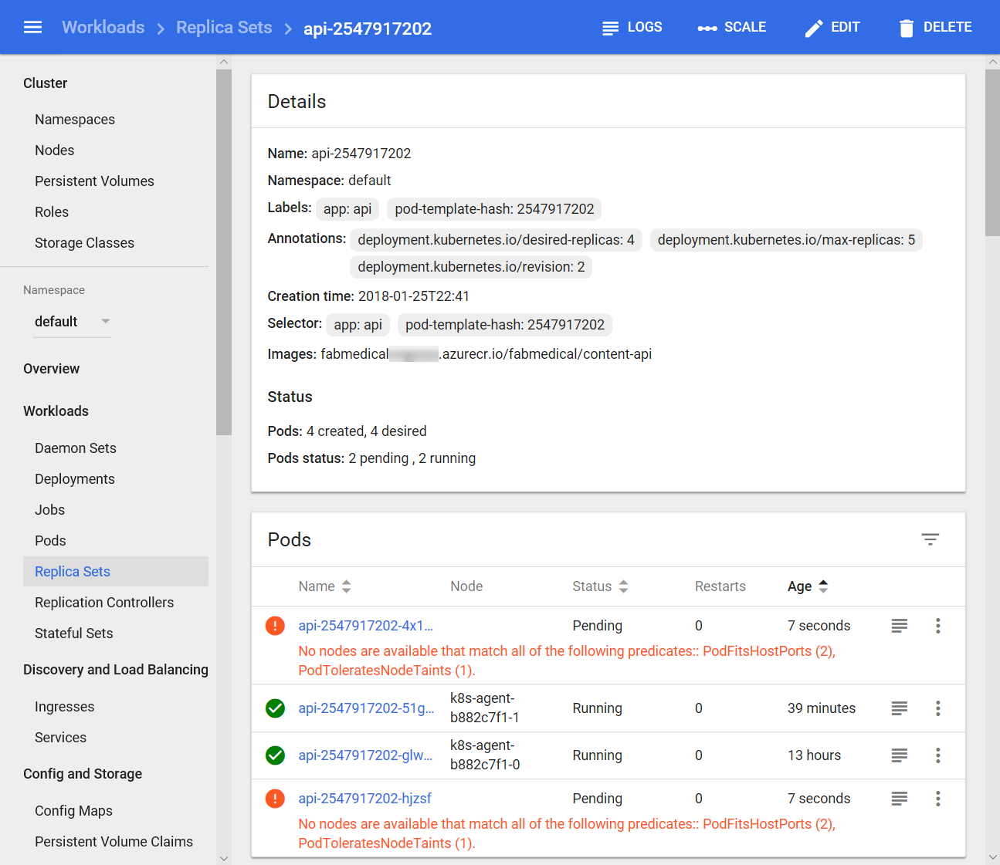 Workloads > Replica Sets > api-2547917202
LOGS
SCALE
EDIT
DELETE
Cluster
Namespaces
Nodes
Persistent Volumes
Roles
Storage Classes
Namespace
default
Overview
Workloads
Daemon Sets
Deployments
Jobs
Pods
Replica Sets
Replication Controllers
Stateful Sets
Discovery and Load Balancing
Ingresses
Services
Config and Storage
Config Maps
Persistent Volume Claims
Details
Name: api-2547917202
Namespace: default
Labels: app: api pod-template-hash: 2547917202
Annotations: deployment.kubernetes.io/desired-replicas: 4 deployment.kubernetes.io/max-replicas: 5
deployment.kubernetes.io/revision: 2
Creation time: 2018-01-25T22:41
Selector: app: api pod-template-hash: 2547917202
Images: fabmedical .azurecr.io/fabmedical/content-api
Status
Pods: 4 created, 4 desired
Pods status: 2 pending , 2 running
Pods
Name Node Status Restarts Age
api-2547917202-4x1... Pending 0 7 seconds
No nodes are available that match all of the following predicates:: PodFitsHostPorts (2),
PodToleratesNodeTaints (1).
api-2547917202-51g... k8s-agent-
b882c7f1-1 Running 0 39 minutes
api-2547917202-glw... k8s-agent-
b882c7f1-0 Running 0 13 hours
api-2547917202-hjzsf Pending 0 7 seconds
No nodes are available that match all of the following predicates:: PodFitsHostPorts (2),
PodToleratesNodeTaints (1).